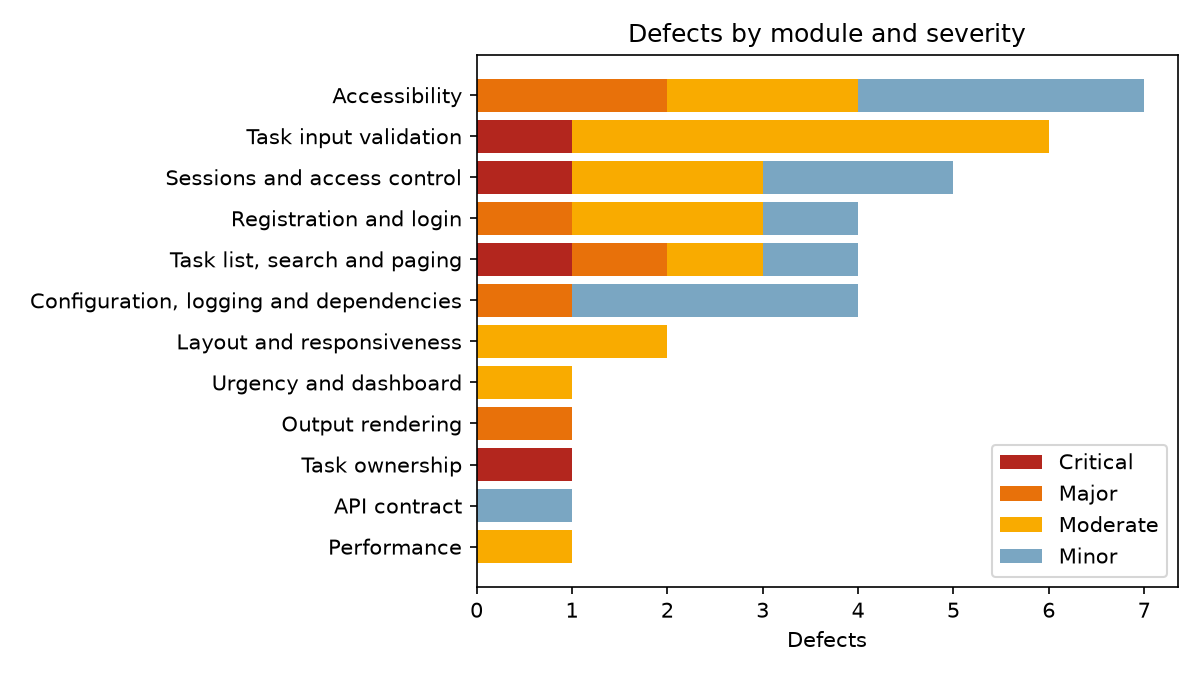 Defects by module and severity
Accessibility
Task input validation
Sessions and access control
Registration and login
Task list, search and paging
Configuration, logging and dependencies
Layout and responsiveness
Urgency and dashboard
Output rendering
Task ownership
API contract
Performance
Critical
Major
Moderate
Minor
0 1 2 3 4 5 6 7
Defects